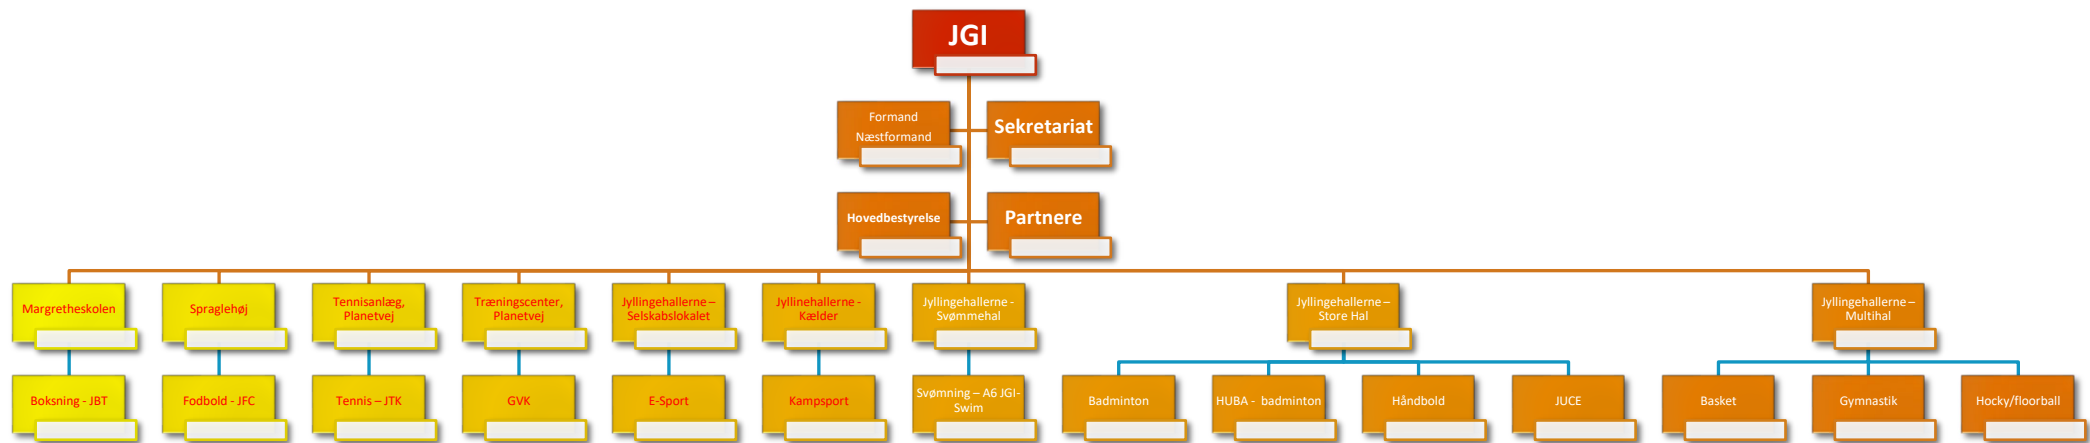 JGI
Formand
Næstformand
Sekretariat
Hovedbestyrelse
Partnere
Margretheskolen
Spraglehøj
Tennisanlæg,
Planetvej
Træningscenter,
Planetvej
Jyllingehallerne –
Selskabslokalet
Jyllinehallerne -
Kælder
Jyllingehallerne -
Svømmehal
Jyllingehallerne –
Store Hal
Jyllingehallerne –
Multihal
Boksning - JBT
Fodbold - JFC
Tennis – JTK
GVK
E-Sport
Kampsport
Svømning – A6 JGI-
Swim
Badminton
HUBA - badminton
Håndbold
JUCE
Basket
Gymnastik
Hocky/floorball